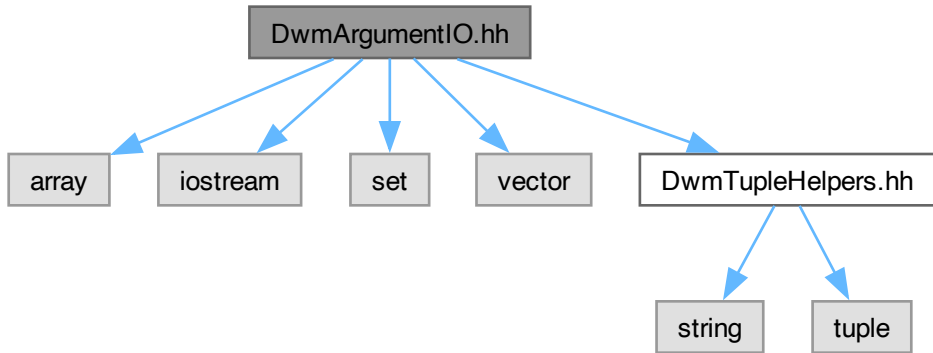 DwmArgumentIO.hh
array
iostream
set
vector
DwmTupleHelpers.hh
string
tuple